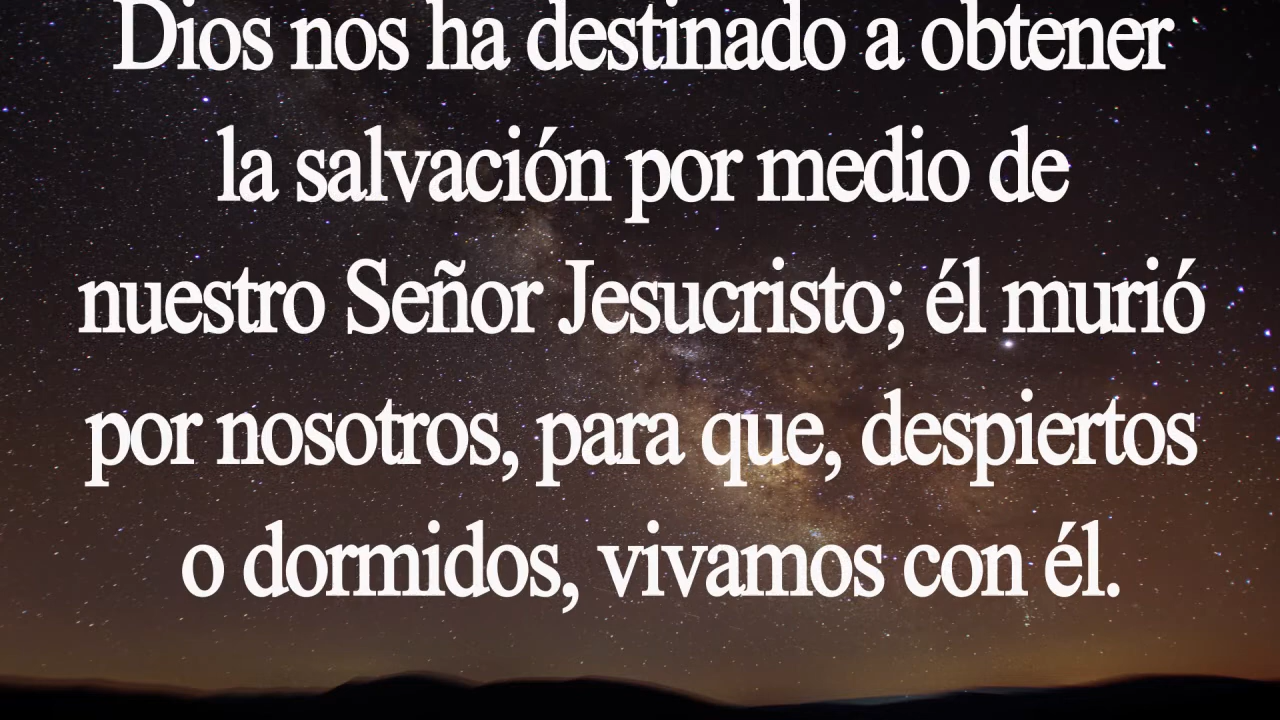 Dios nos ha destinado a obtener
la salvación por medio de
nuestro Señor Jesucristo; él murió
por nosotros, para que, despiertos
o dormidos, vivamos con él.